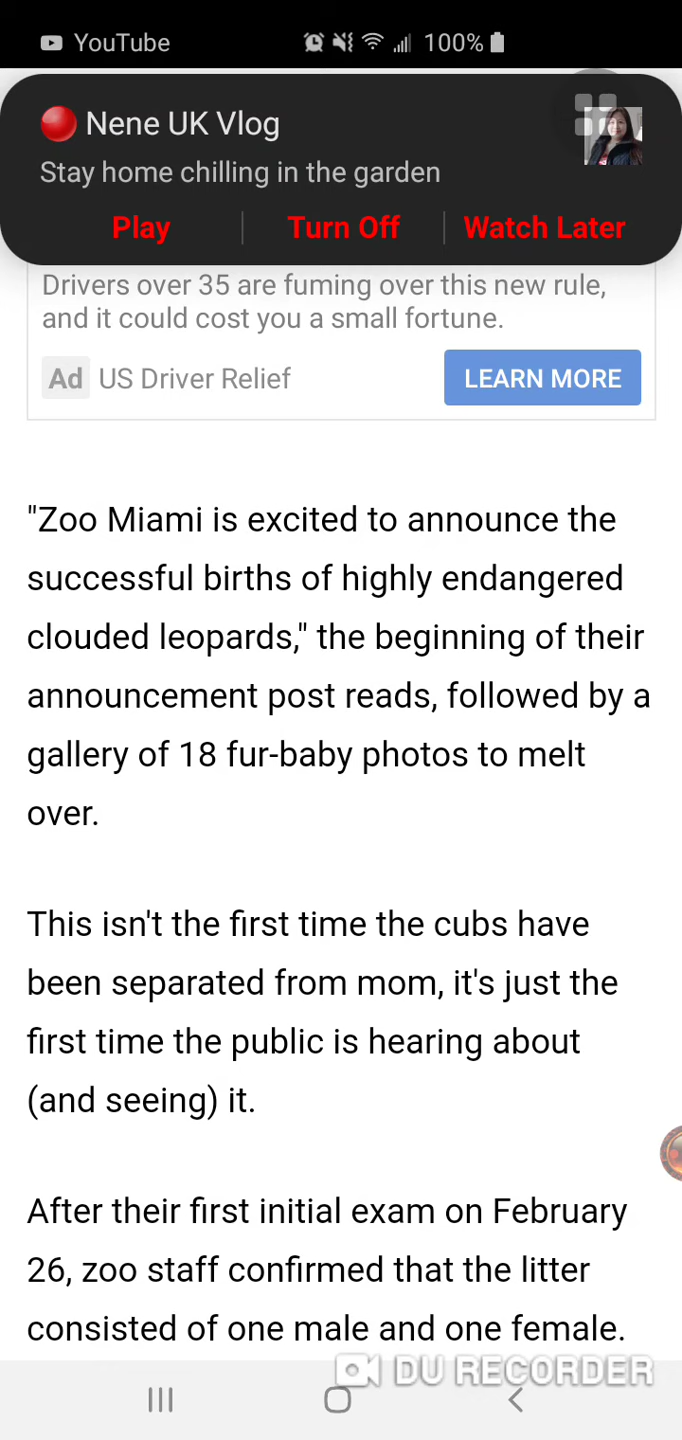 YouTube
100%
Nene UK Vlog
Stay home chilling in the garden
Play
Turn Off
Watch Later
Drivers over 35 are fuming over this new rule,
and it could cost you a small fortune.
Ad US Driver Relief
LEARN MORE
"Zoo Miami is excited to announce the
successful births of highly endangered
clouded leopards," the beginning of their
announcement post reads, followed by a
gallery of 18 fur-baby photos to melt
over.
This isn't the first time the cubs have
been separated from mom, it's just the
first time the public is hearing about
(and seeing) it.
After their first initial exam on February
26, zoo staff confirmed that the litter
consisted of one male and one female.
DU RECORDER